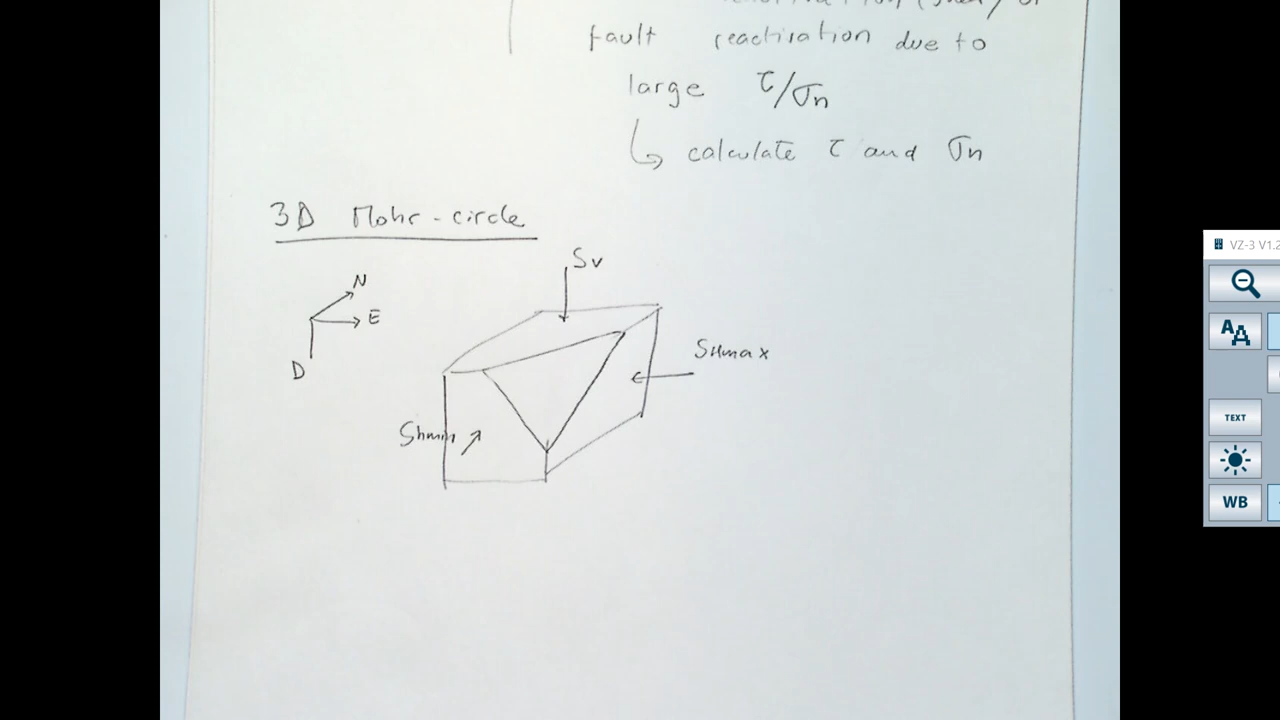 fault reactivation due to
large τ/σn
↳ calculate τ and σn
3D Mohr-circle
Sv
N
E
D
SHmax
Shmin
VZ-3 V1.2
AA
TEXT
WB